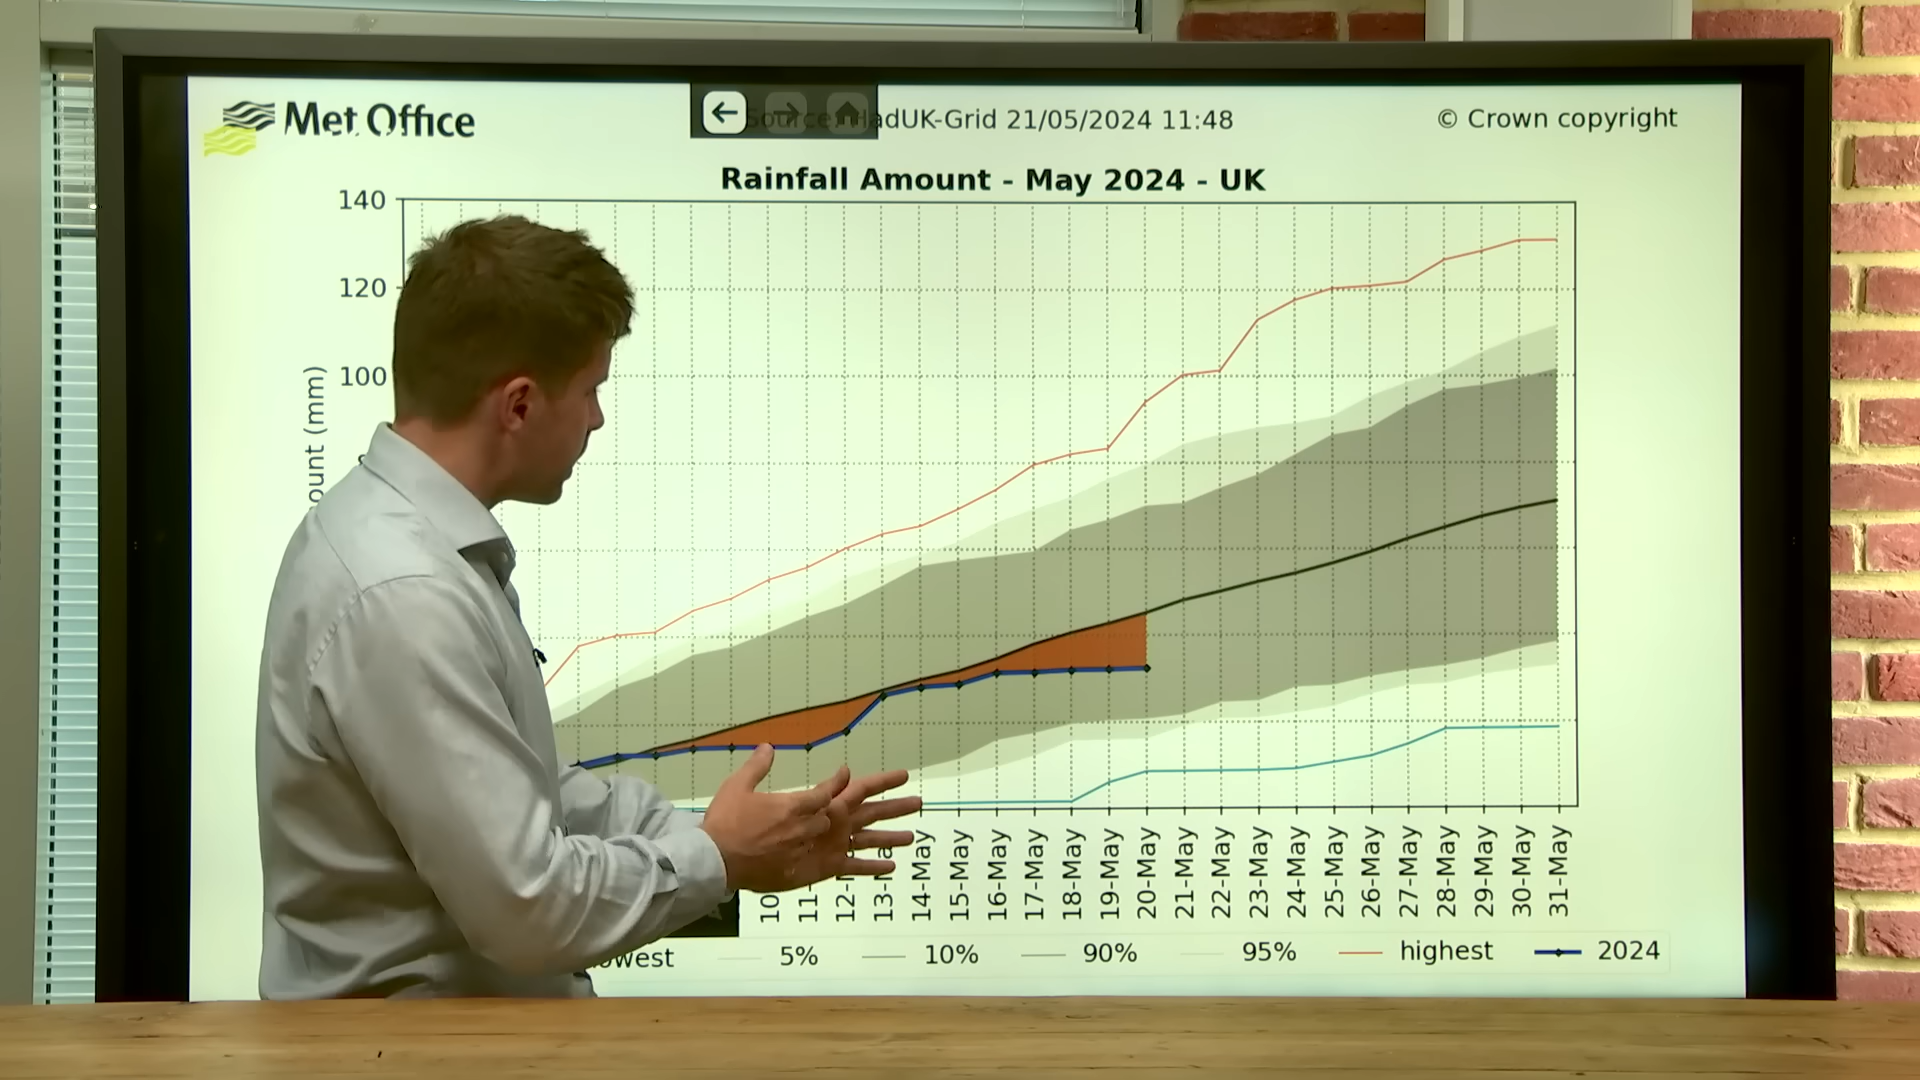 Met Office
HadUK-Grid 21/05/2024 11:48
© Crown copyright
Rainfall Amount - May 2024 - UK
140
120
100
(mm)
10
11-
14-May
15-May
16-May
17-May
18-May
19-May
20-May
21-May
22-May
23-May
24-May
25-May
26-May
27-May
28-May
29-May
30-May
31-May
5%
10%
90%
95%
highest
2024